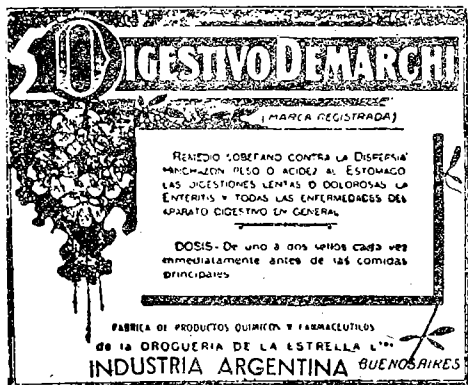 DIGESTIVO DEMARCHI
(MARCA REGISTRADA)
REMEDIO SOBERANO CONTRA LA DISPEPSIA
HINCHAZON PESO O ACIDEZ AL ESTOMAGO
LAS DIGESTIONES LENTAS O DOLOROSAS LA
ENTERITIS Y TODAS LAS ENFERMEDADES DEL
APARATO DIGESTIVO EN GENERAL
DOSIS - De uno a dos sellos cada vez
inmediatamente antes de las comidas
principales
FABRICA DE PRODUCTOS QUIMICOS Y FARMACEUTICOS
de la DROGUERIA DE LA ESTRELLA
INDUSTRIA ARGENTINA BUENOS AIRES